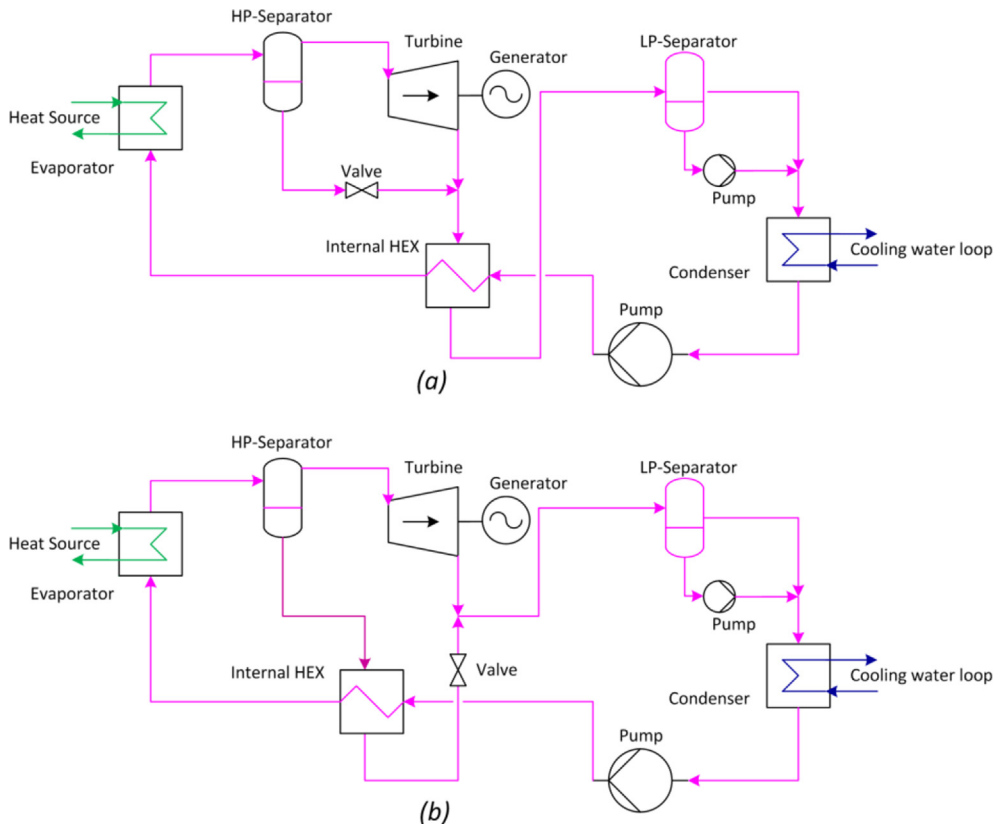 HP-Separator
Turbine
Generator
LP-Separator
Heat Source
Evaporator
Valve
Pump
Internal HEX
Cooling water loop
Condenser
Pump
(a)
HP-Separator
Turbine
Generator
LP-Separator
Heat Source
Evaporator
Pump
Internal HEX
Valve
Cooling water loop
Condenser
Pump
(b)